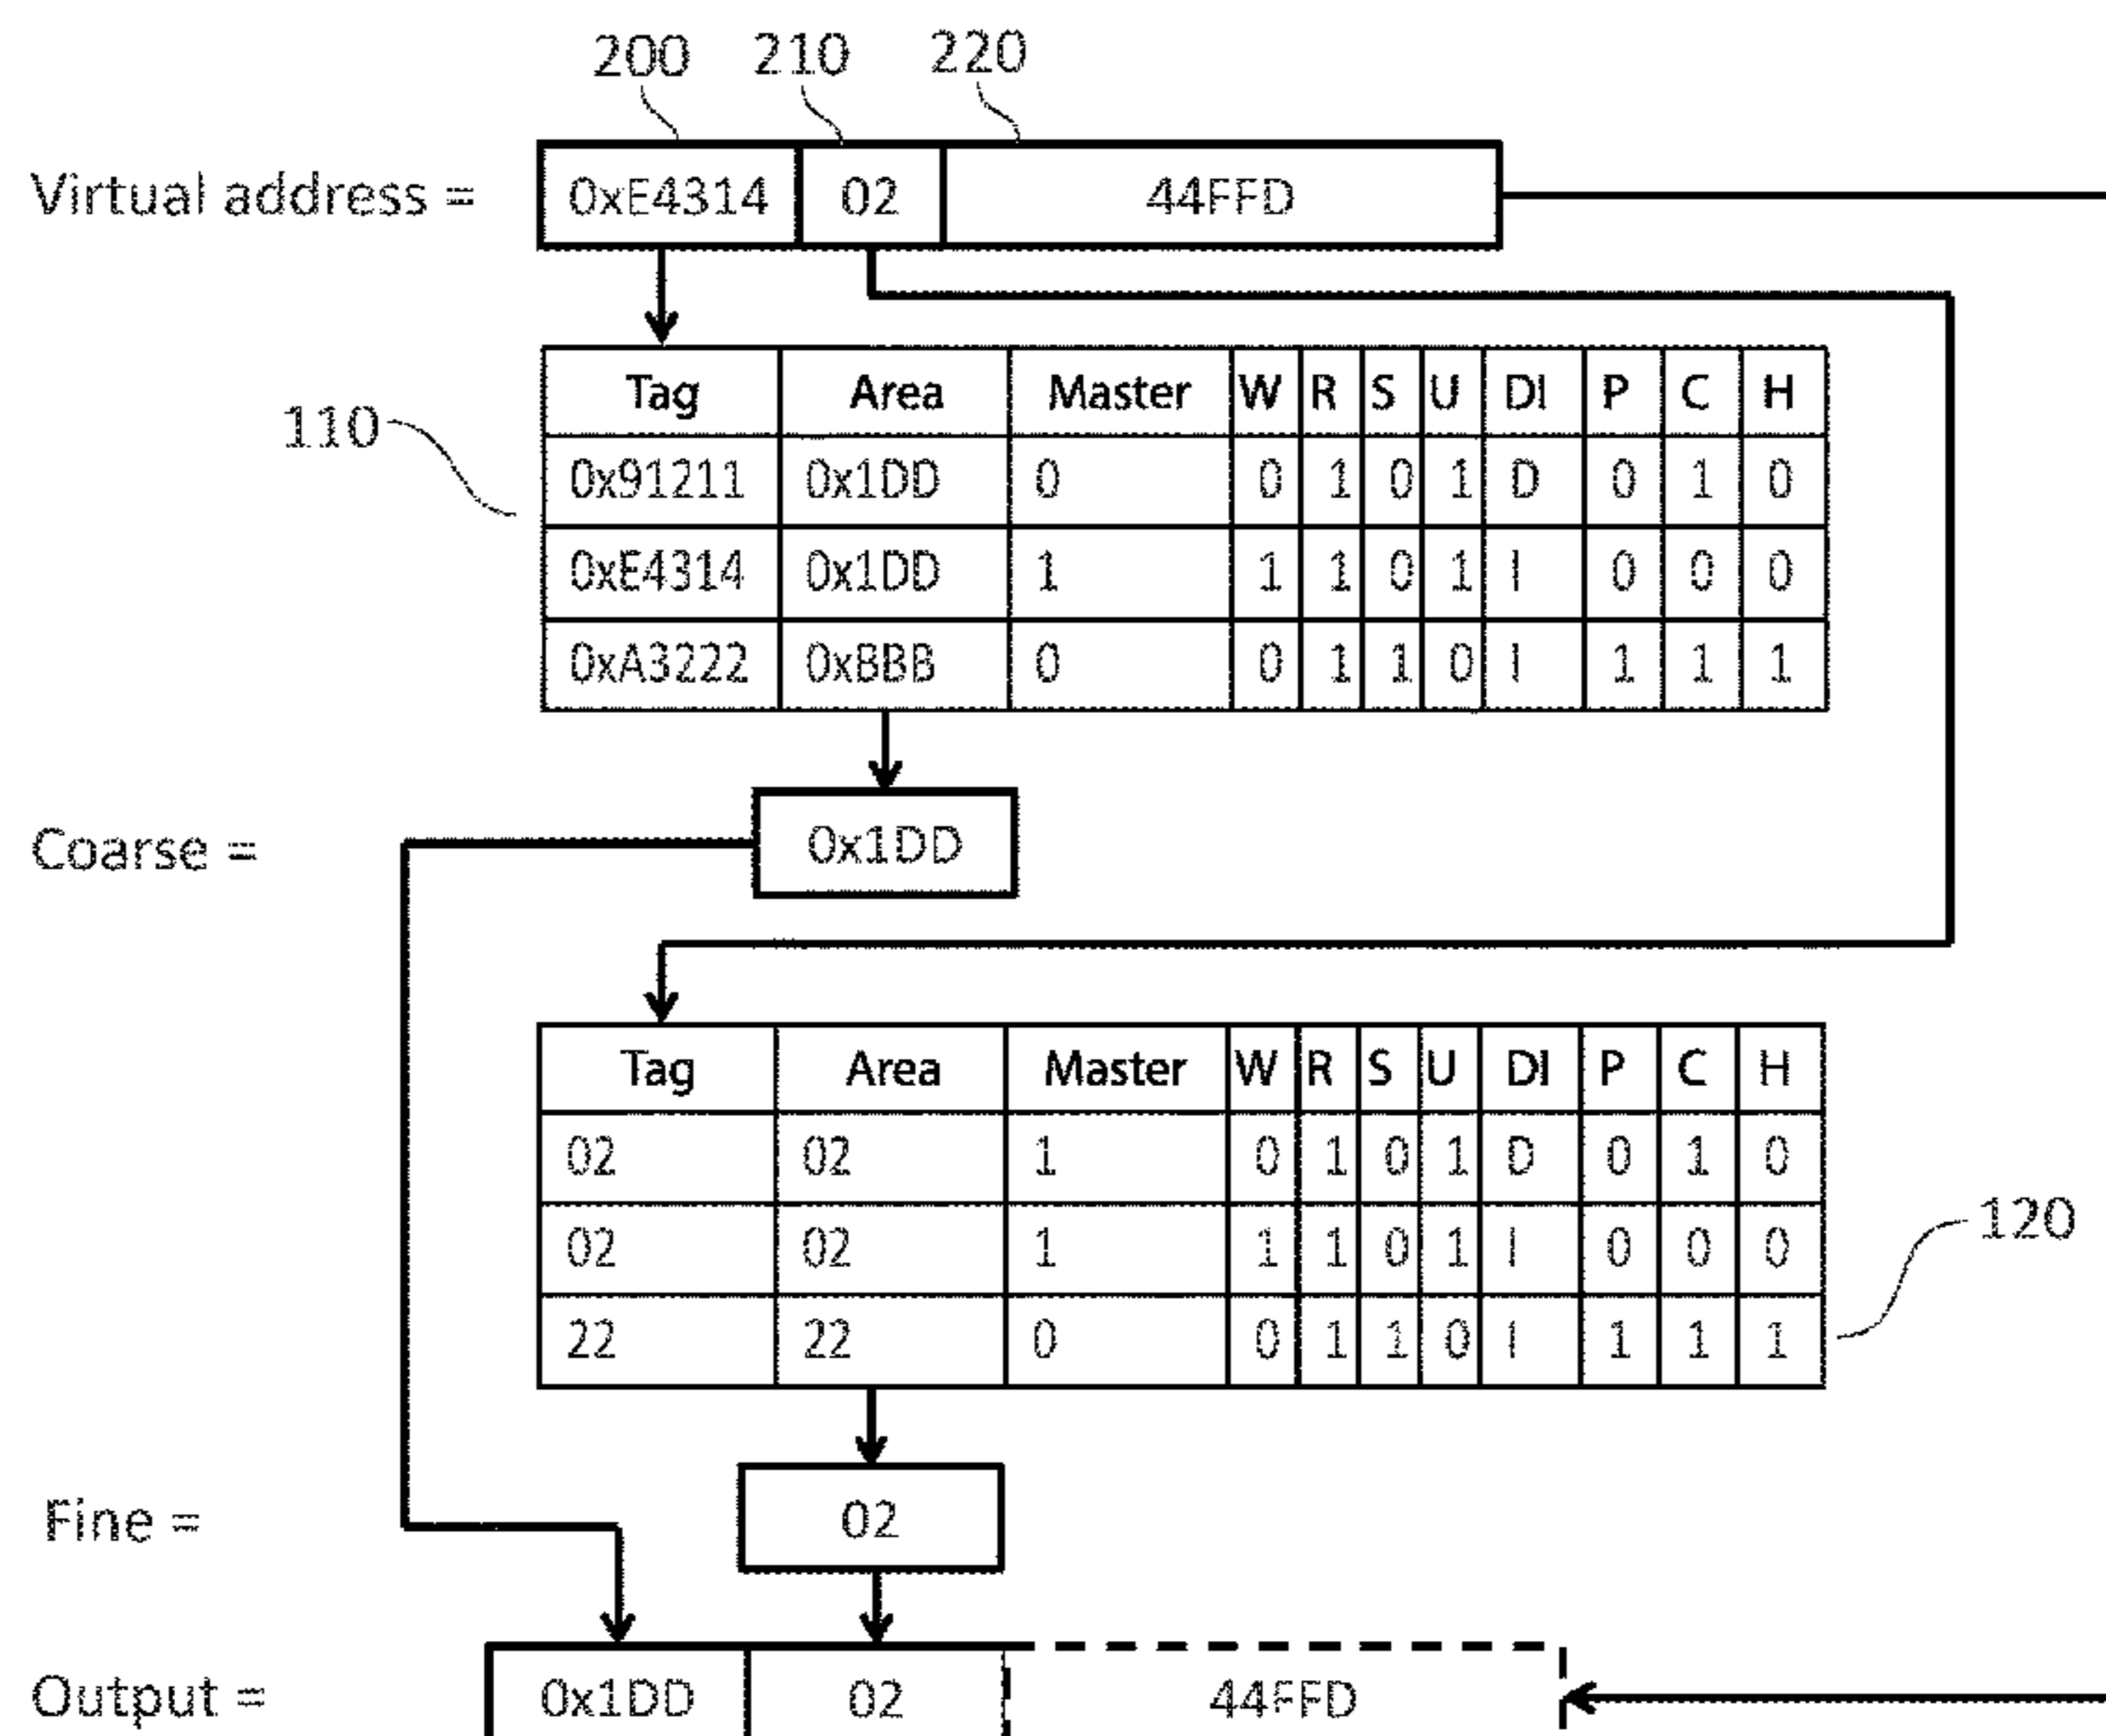 200 210 220
Virtual address = 0xE4314 02 44FFD
Tag Area Master W R S U DI P C H
110
0x91211 0x1DD 0 0 1 0 1 D 0 1 0
0xE4314 0x1DD 1 1 1 0 1 I 0 0 0
0xA3222 0xBBB 0 0 1 1 0 I 1 1 1
Coarse = 0x1DD
Tag Area Master W R S U DI P C H
02 02 1 0 1 0 1 D 0 1 0
02 02 1 1 1 0 1 I 0 0 0
120
22 22 0 0 1 1 0 I 1 1 1
Fine = 02
Output = 0x1DD 02 44FFD